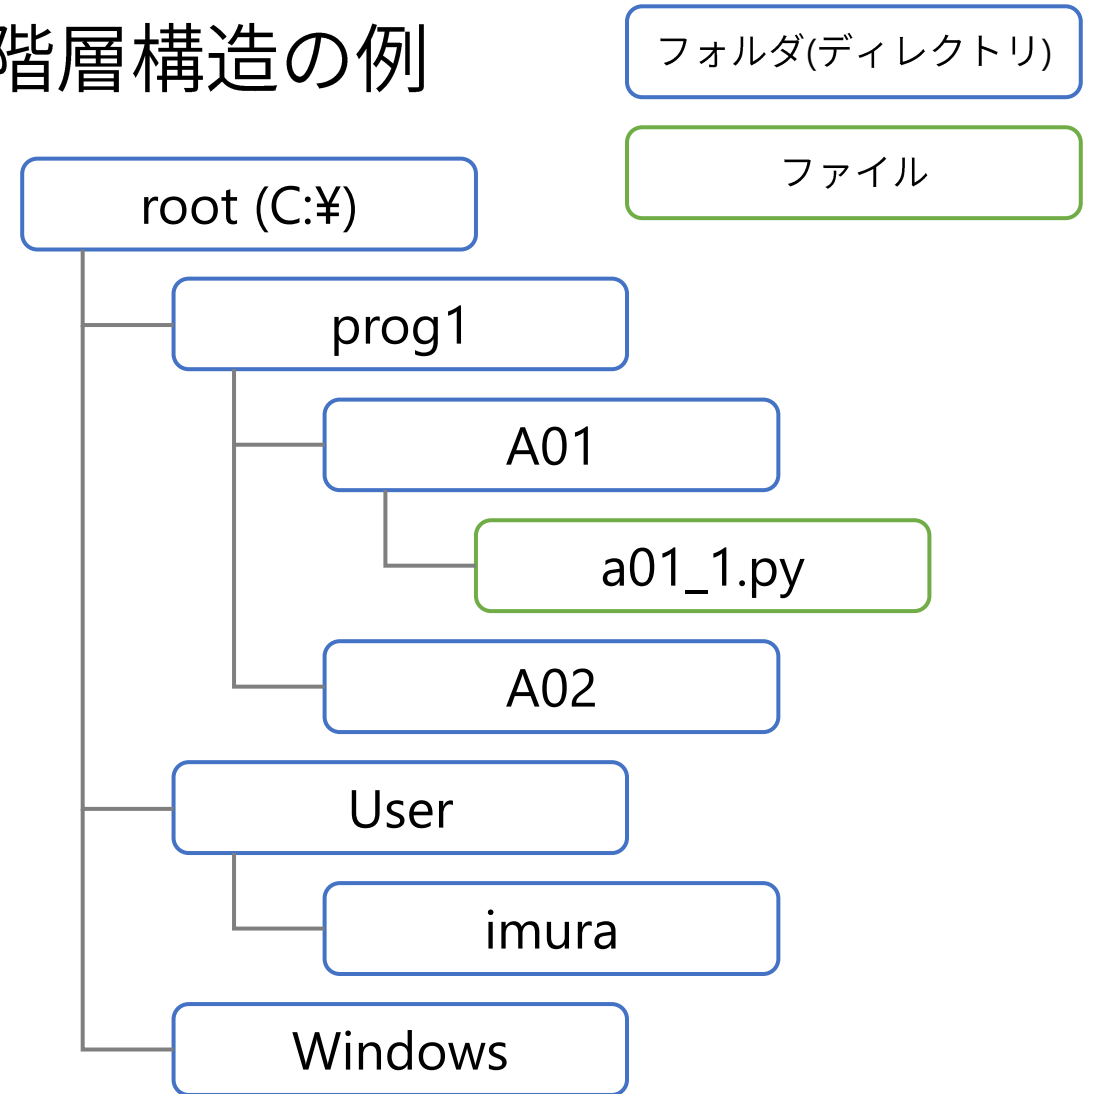 階層構造の例
フォルダ(ディレクトリ)
ファイル
root (C:¥)
prog1
A01
a01_1.py
A02
User
imura
Windows